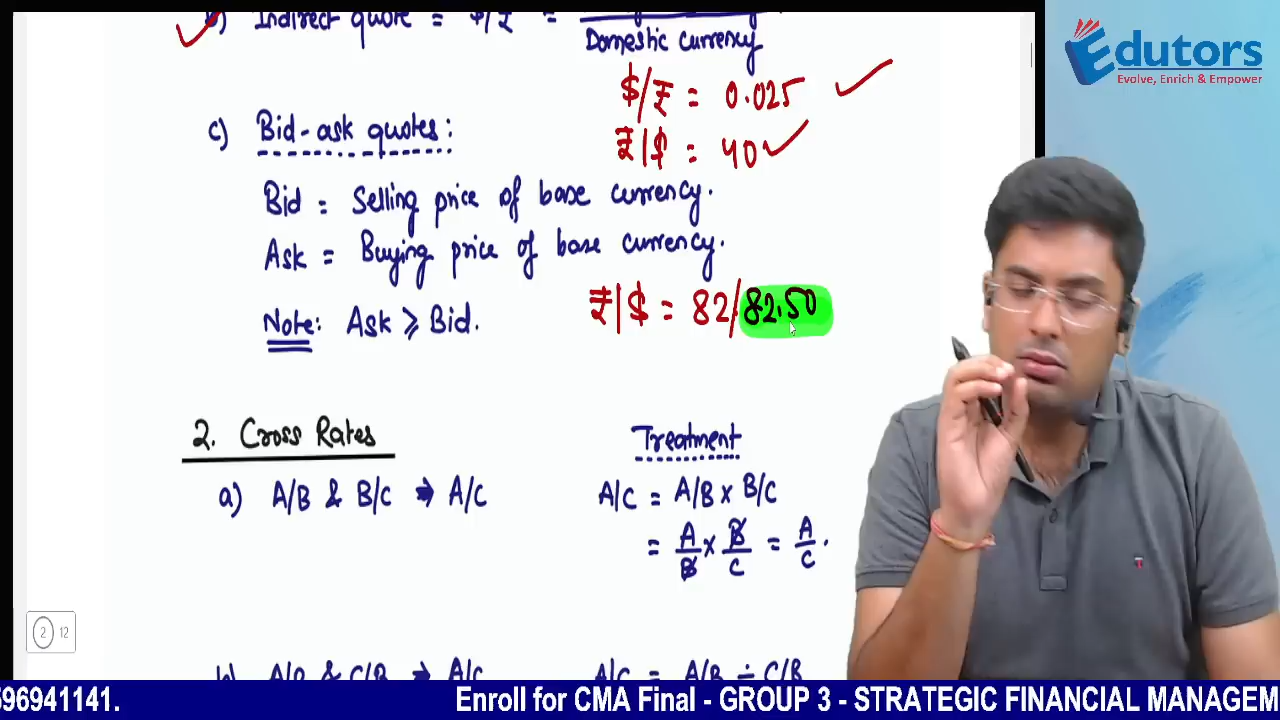 b) Indirect quote = $/₹ =
Domestic currency
$/₹ = 0.025
₹|$ = 40
c) Bid-ask quotes:
Bid = Selling price of base currency.
Ask = Buying price of base currency.
₹|$ = 82/82.50
Note: Ask ⩾ Bid.
2. Cross Rates
Treatment
a) A/B & B/C → A/C
A/C = A/B × B/C
= A/B × B/C = A/C .
b) A/B & C/B → A/C
A/C = A/B ÷ C/B
2 12
Edutors
Evolve, Enrich & Empower
596941141.
Enroll for CMA Final - GROUP 3 - STRATEGIC FINANCIAL MANAGEM